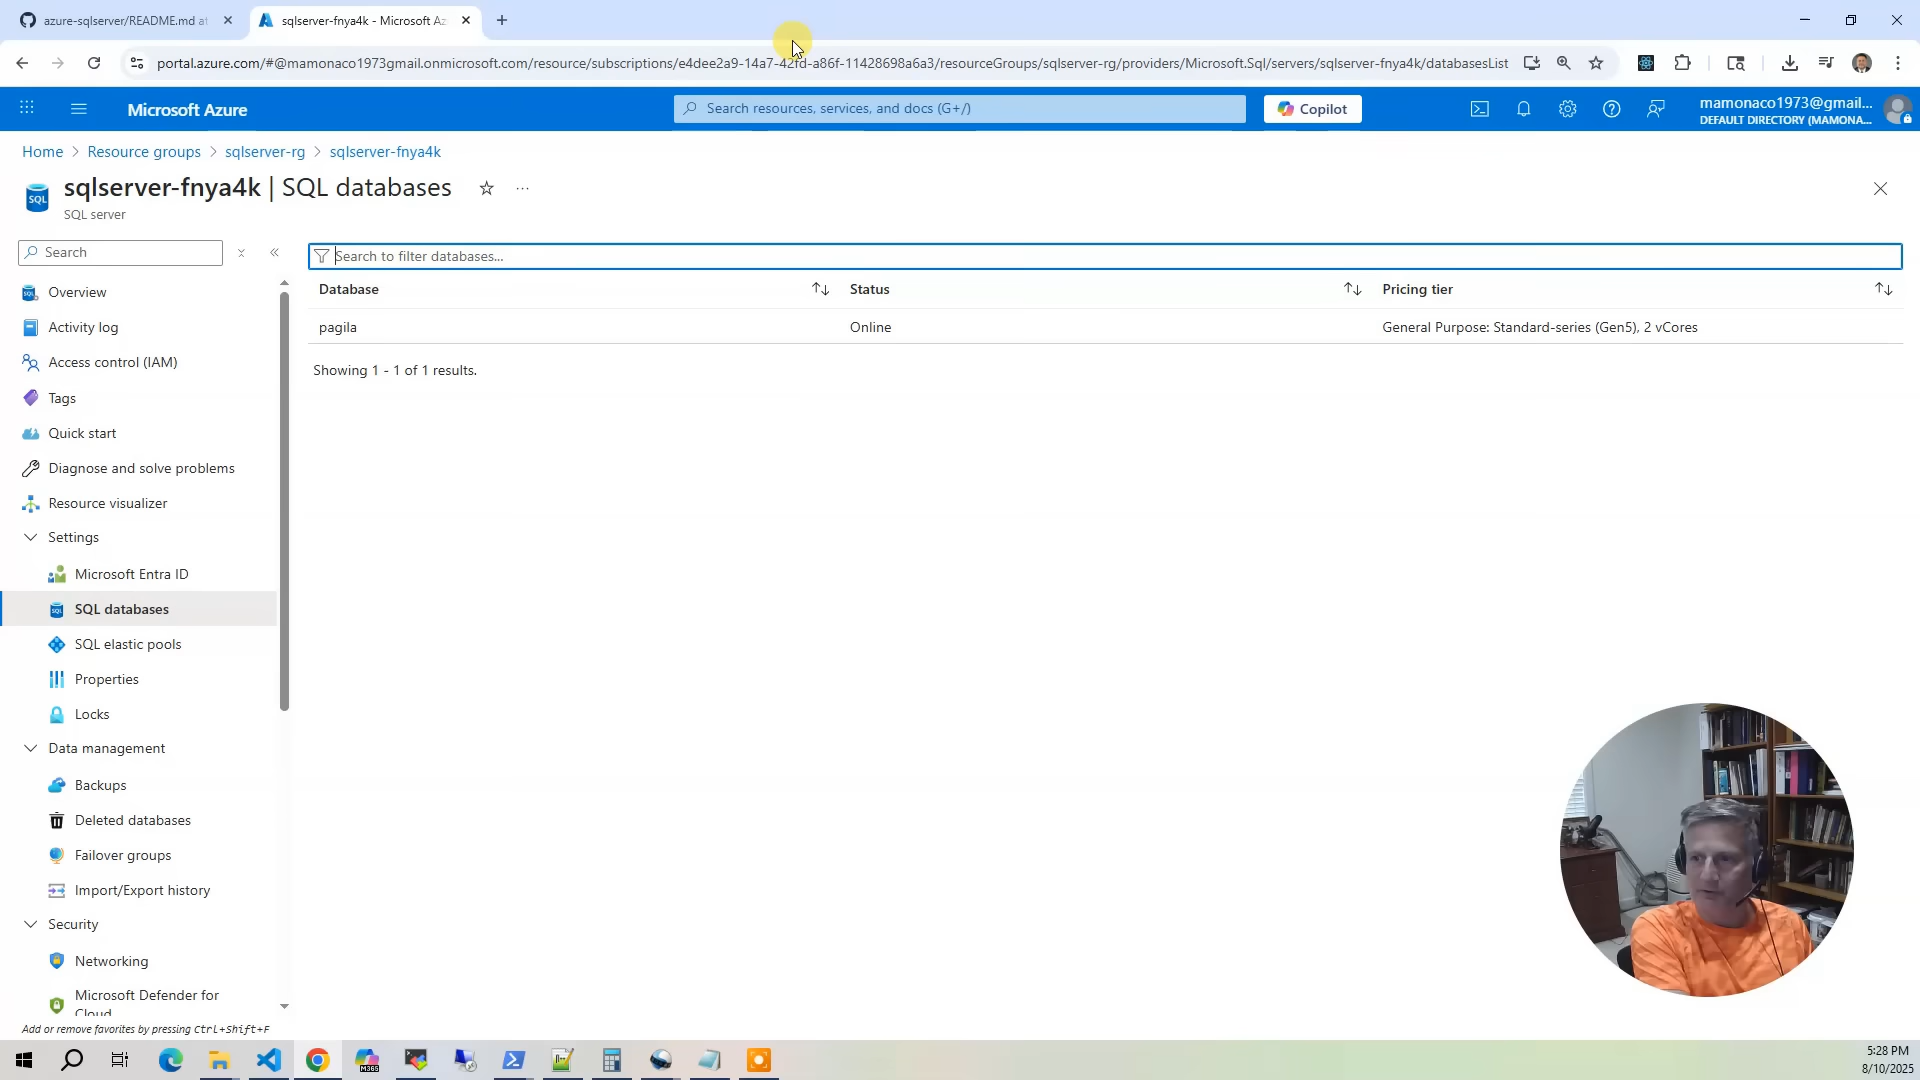 azure-sqlserver/README.md at
sqlserver-fnya4k - Microsoft Az
portal.azure.com/#@mamonaco1973gmail.onmicrosoft.com/resource/subscriptions/e4dee2a9-14a7-42fd-a86f-11428698a6a3/resourceGroups/sqlserver-rg/providers/Microsoft.Sql/servers/sqlserver-fnya4k/databasesList
Microsoft Azure
Search resources, services, and docs (G+/)
Copilot
mamonaco1973@gmail...
DEFAULT DIRECTORY (MAMONA...
Home > Resource groups > sqlserver-rg > sqlserver-fnya4k
SQL
sqlserver-fnya4k | SQL databases
SQL server
Search
Search to filter databases...
Database
Status
Pricing tier
pagila
Online
General Purpose: Standard-series (Gen5), 2 vCores
Showing 1 - 1 of 1 results.
Overview
Activity log
Access control (IAM)
Tags
Quick start
Diagnose and solve problems
Resource visualizer
Settings
Microsoft Entra ID
SQL databases
SQL elastic pools
Properties
Locks
Data management
Backups
Deleted databases
Failover groups
Import/Export history
Security
Networking
Microsoft Defender for
Cloud
Add or remove favorites by pressing Ctrl+Shift+F
M365
5:28 PM
8/10/2025